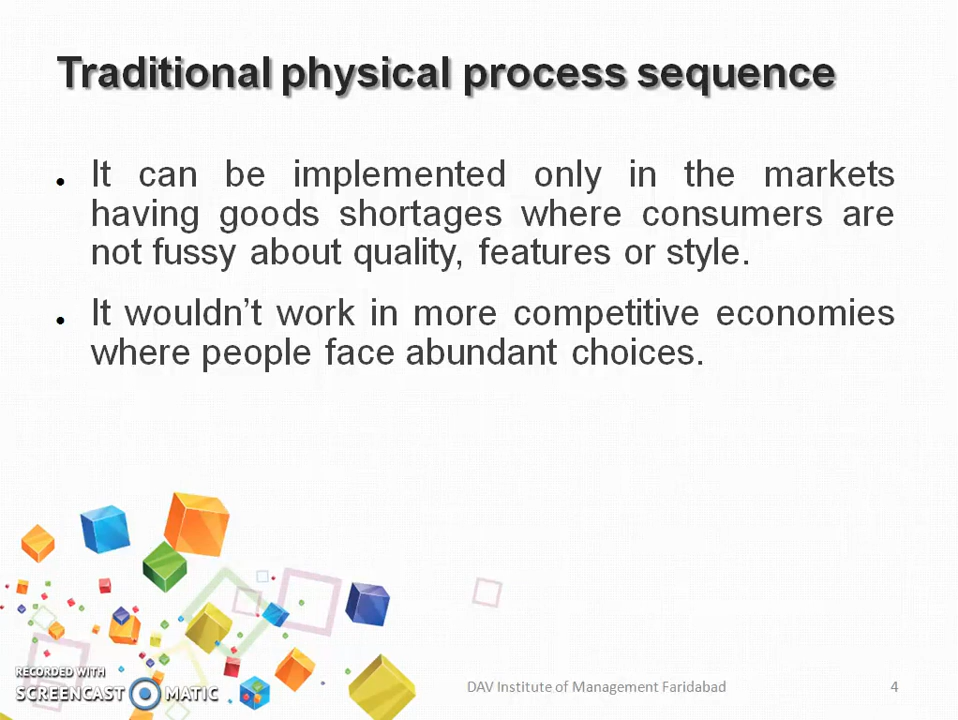 Traditional physical process sequence
• It can be implemented only in the markets
having goods shortages where consumers are
not fussy about quality, features or style.
• It wouldn’t work in more competitive economies
where people face abundant choices.
RECORDED WITH
SCREENCAST MATIC
DAV Institute of Management Faridabad
4